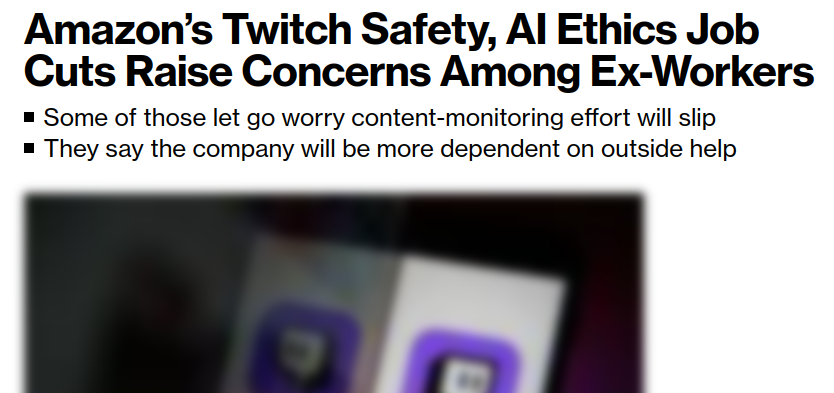 Amazon’s Twitch Safety, AI Ethics Job
Cuts Raise Concerns Among Ex-Workers
Some of those let go worry content-monitoring effort will slip
They say the company will be more dependent on outside help